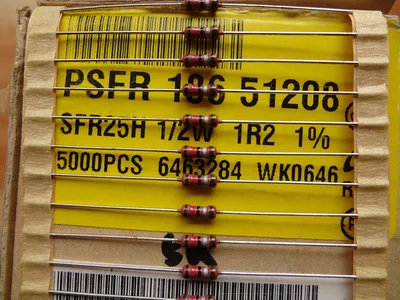 PSFR 186 51208
SFR25H 1/2W 1R2 1%
5000PCS 6463284 WK0646